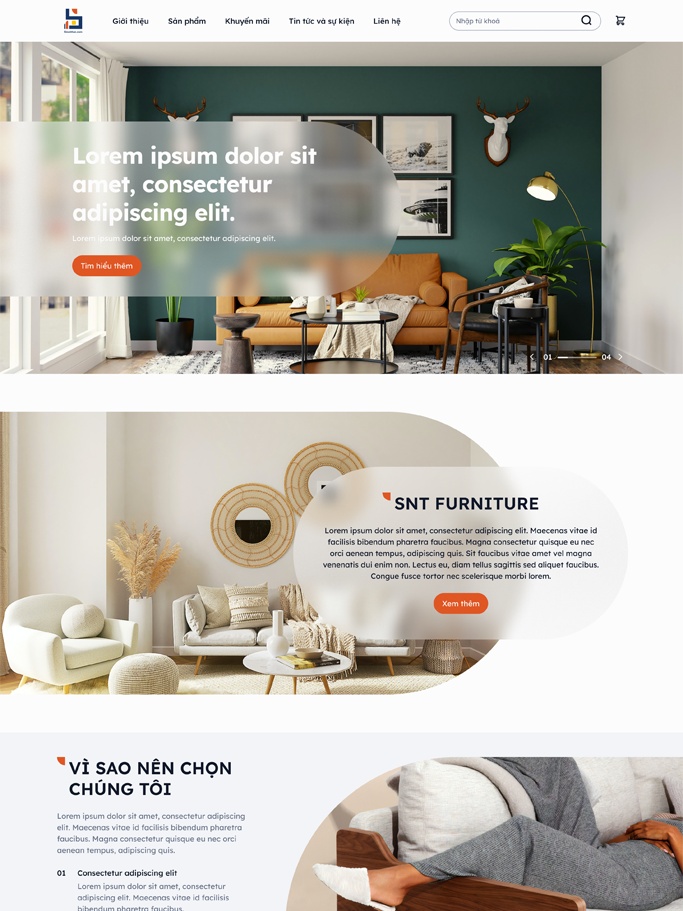 Giới thiệu
Sản phẩm
Khuyến mãi
Tin tức và sự kiện
Liên hệ
Nhập từ khoá
Lorem ipsum dolor sit
amet, consectetur
adipiscing elit.
Lorem ipsum dolor sit amet, consectetur adipiscing elit.
Tìm hiểu thêm
01
04
SNT FURNITURE
Lorem ipsum dolor sit amet, consectetur adipiscing elit. Maecenas vitae id
facilisis bibendum pharetra faucibus. Magna consectetur quisque eu nec
orci aenean tempus, adipiscing quis. Sit faucibus vitae amet vel magna
venenatis dui enim non. Lectus eu, diam tellus sagittis sed aliquet faucibus.
Congue fusce tortor nec scelerisque morbi lorem.
Xem thêm
VÌ SAO NÊN CHỌN
CHÚNG TÔI
Lorem ipsum dolor sit amet, consectetur adipiscing
elit. Maecenas vitae id facilisis bibendum pharetra
faucibus. Magna consectetur quisque eu nec orci
aenean tempus, adipiscing quis.
01 Consectetur adipiscing elit
Lorem ipsum dolor sit amet, consectetur
adipiscing elit. Maecenas vitae id facilisis
bibendum pharetra faucibus.